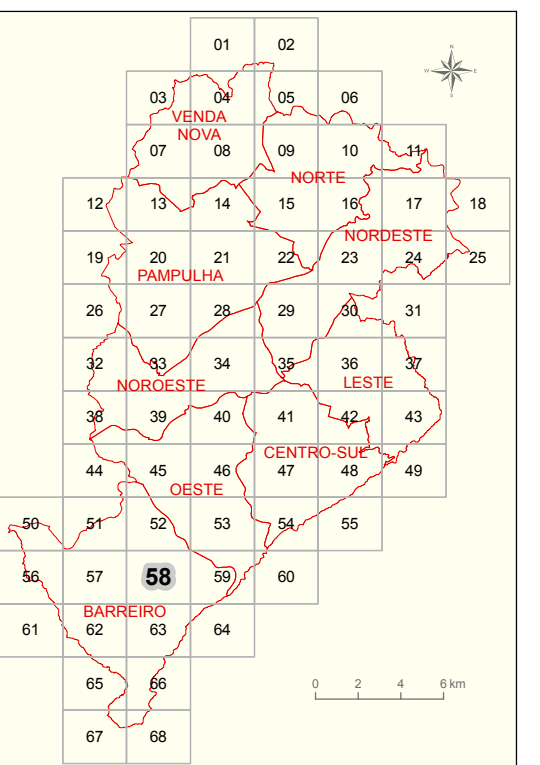 01 02
N
W E
S
03 04 05 06
VENDA
NOVA
07 08 09 10 11
NORTE
12 13 14 15 16 17 18
NORDESTE
19 20 21 22 23 24 25
PAMPULHA
26 27 28 29 30 31
32 33 34 35 36 37
NOROESTE LESTE
38 39 40 41 42 43
CENTRO-SUL
44 45 46 47 48 49
OESTE
50 51 52 53 54 55
56 57 58 59 60
BARREIRO
61 62 63 64
65 66
0 2 4 6 km
67 68